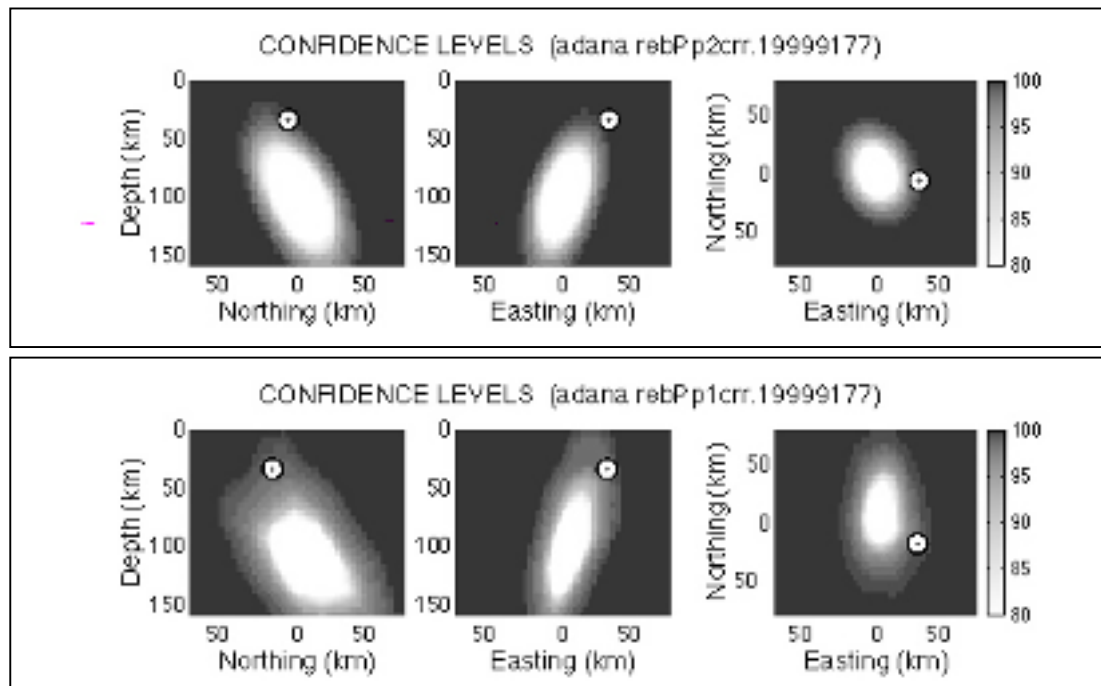 CONFIDENCE LEVELS (adana rebPp2crr.19999177)
0
50
100
150
Depth (km)
50 0 50
Northing (km)
0
50
100
150
50 0 50
Easting (km)
50
0
50
Northing (km)
50 0 50
Easting (km)
100
95
90
85
80
CONFIDENCE LEVELS (adana rebPp1crr.19999177)
0
50
100
150
Depth (km)
50 0 50
Northing (km)
0
50
100
150
50 0 50
Easting (km)
50
0
50
Northing (km)
50 0 50
Easting (km)
100
95
90
85
80